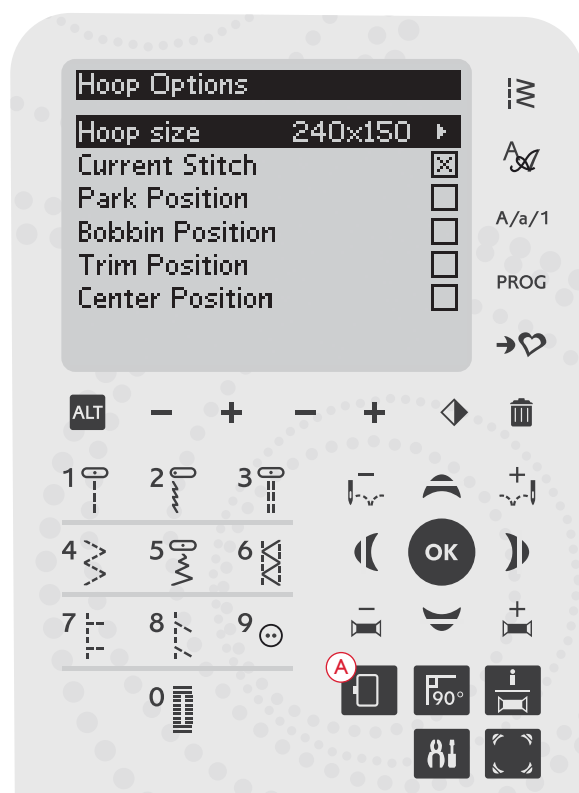 Hoop Options
Hoop size 240x150
Current Stitch
Park Position
Bobbin Position
Trim Position
Center Position
A/a/1
PROG
ALT − + − +
1 2 3
4 5 6
OK
7 8 9
A
90° i
0